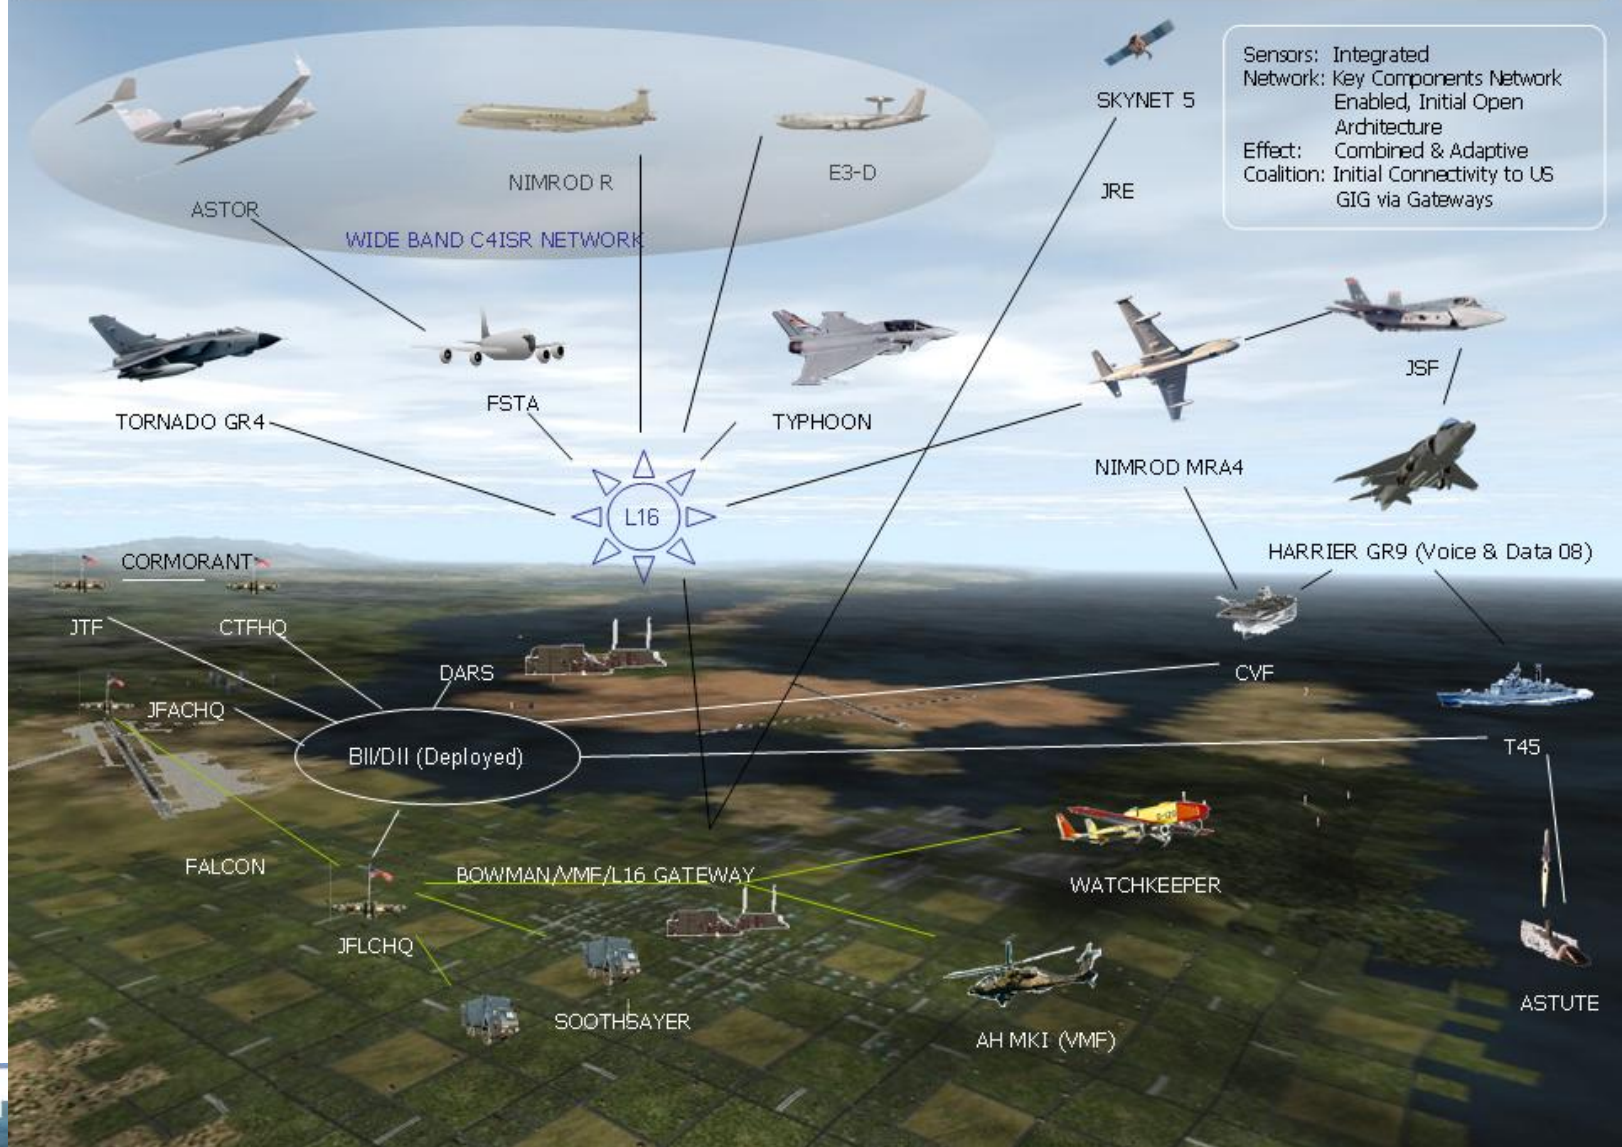 SKYNET 5
Sensors: Integrated
Network: Key Components Network
Enabled, Initial Open
Architecture
Effect: Combined & Adaptive
Coalition: Initial Connectivity to US
GIG via Gateways
NIMROD R
E3-D
JRE
ASTOR
WIDE BAND C4ISR NETWORK
JSF
FSTA
TORNADO GR4
TYPHOON
NIMROD MRA4
L16
HARRIER GR9 (Voice & Data 08)
CORMORANT
JTF
CTFHQ
DARS
CVF
JFACHQ
T45
BII/DII (Deployed)
FALCON
BOWMAN/VMF/L16 GATEWAY
WATCHKEEPER
JFLCHQ
ASTUTE
SOOTHSAYER
AH MKI (VMF)